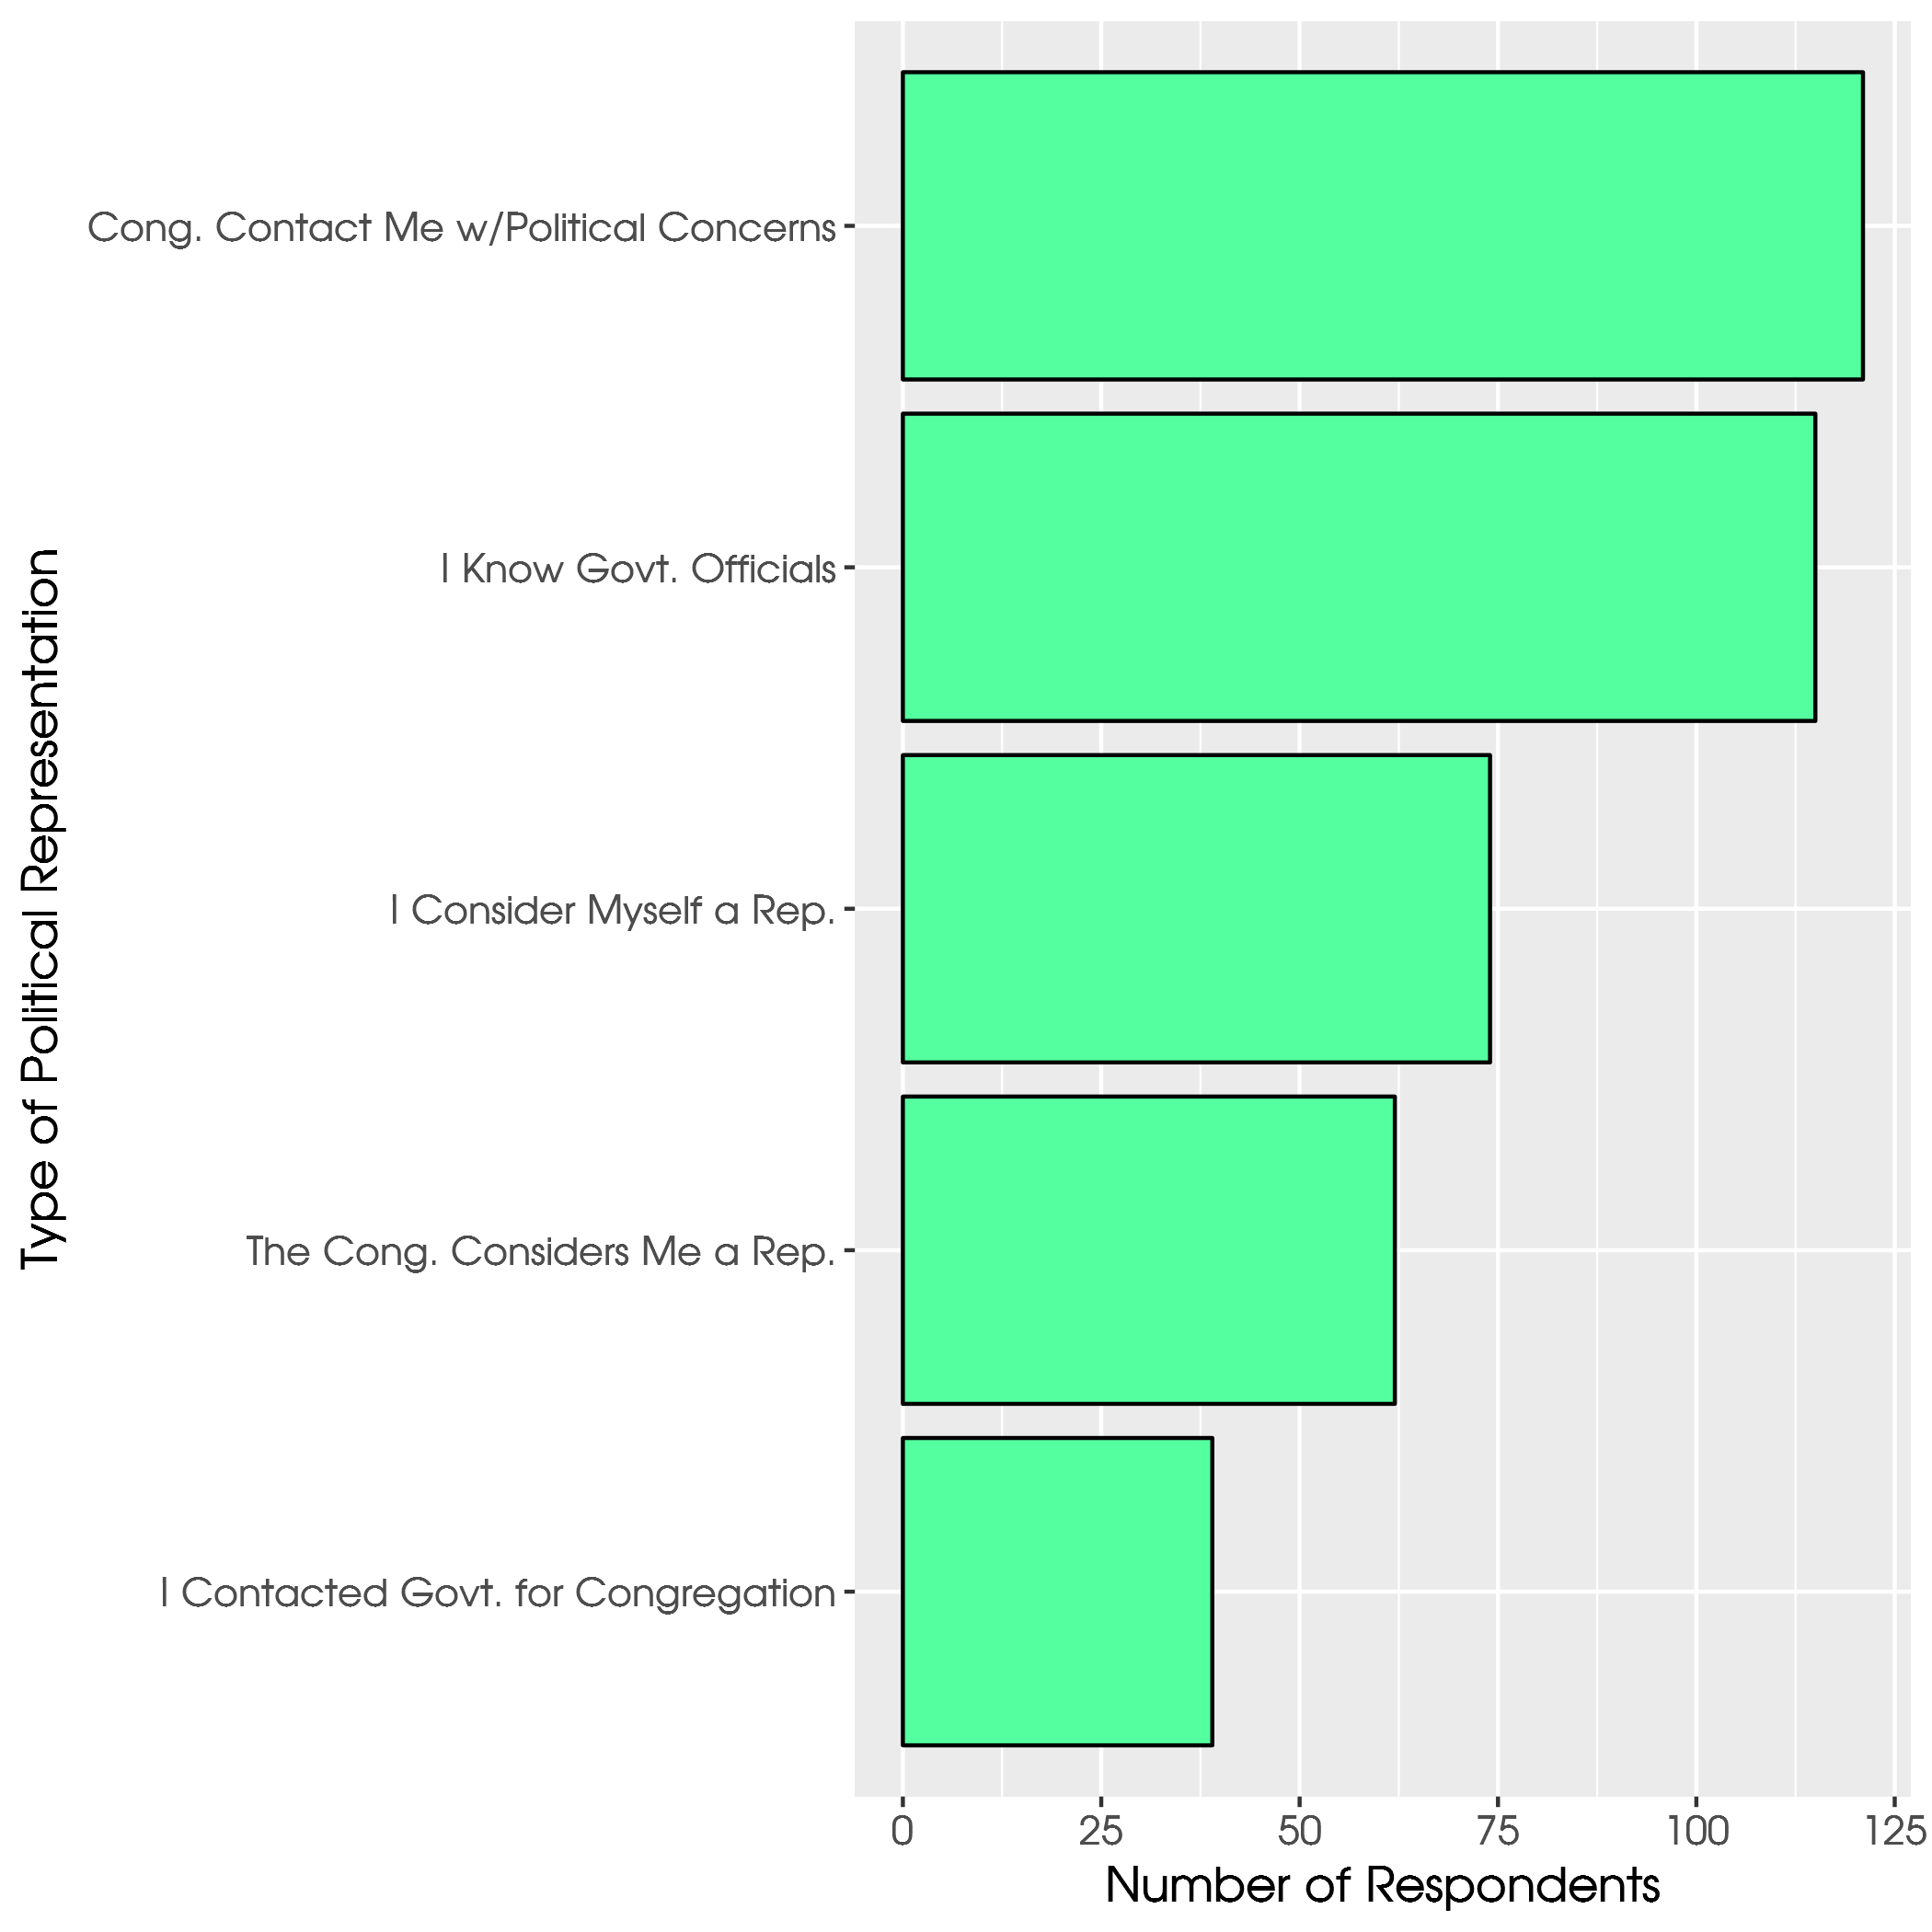 Type of Political Representation
Cong. Contact Me w/Political Concerns
I Know Govt. Officials
I Consider Myself a Rep.
The Cong. Considers Me a Rep.
I Contacted Govt. for Congregation
0 25 50 75 100 125
Number of Respondents